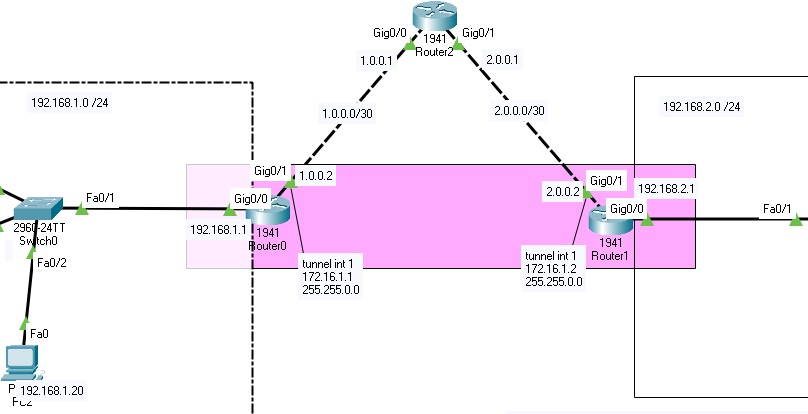 Gig0/0
Gig0/1
1941
Router2
1.0.0.1
2.0.0.1
192.168.1.0 /24
192.168.2.0 /24
1.0.0.0/30
2.0.0.0/30
Gig0/1
1.0.0.2
Gig0/1
2.0.0.2
192.168.2.1
Fa0/1
Gig0/0
Gig0/0
Fa0/1
2960-24TT
Switch0
192.168.1.1
1941
Router0
1941
Router1
Fa0/2
tunnel int 1
172.16.1.1
255.255.0.0
tunnel int 1
172.16.1.2
255.255.0.0
Fa0
192.168.1.20